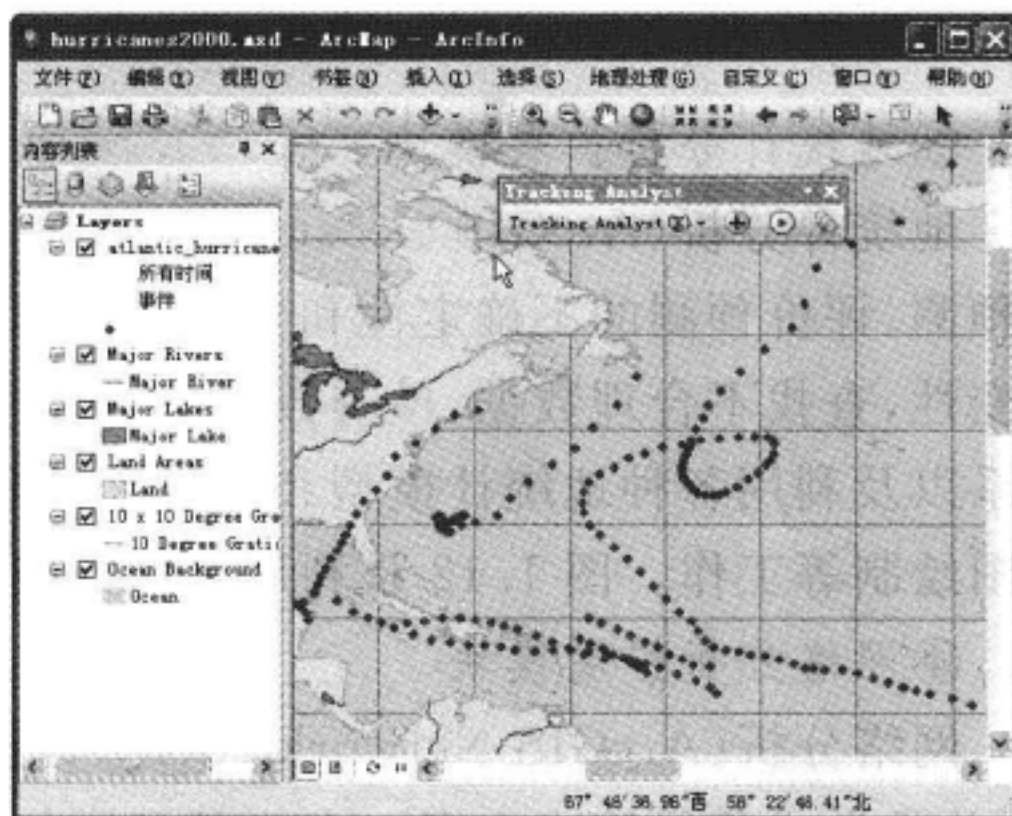 hurricanes2000.mxd - ArcMap - ArcInfo
文件(F) 编辑(E) 视图(V) 书签(B) 插入(I) 选择(S) 地理处理(G) 自定义(C) 窗口(W) 帮助(H)
内容列表
Tracking Analyst
Tracking Analyst(K)
Layers
atlantic_hurricane
所有时间
事件
Major Rivers
Major River
Major Lakes
Major Lake
Land Areas
Land
10 x 10 Degree Gra
10 Degree Gratic
Ocean Background
Ocean
67° 48'36.96"西 58° 22'48.41"北